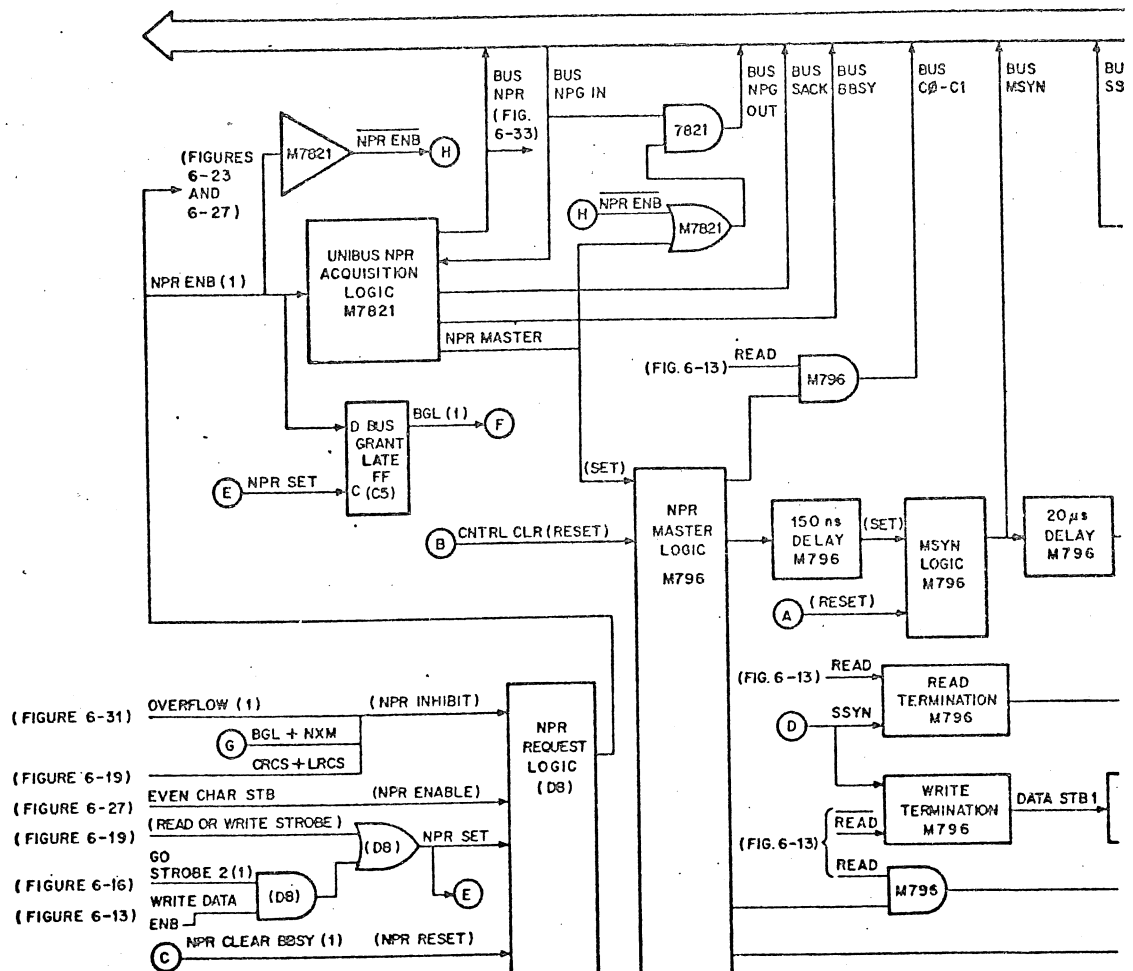 BUS
NPR
(FIG.
6-33)
BUS
NPG IN
BUS
NPG
OUT
BUS
SACK
BUS
BBSY
BUS
CØ-C1
BUS
MSYN
(FIGURES
6-23
AND
6-27)
M7821
NPR ENB
H
7821
H
NPR ENB
M7821
UNIBUS NPR
ACQUISITION
LOGIC
M7821
NPR ENB (1)
NPR MASTER
(FIG. 6-13)
READ
M796
D BUS
GRANT
LATE
FF
C (C5)
BGL (1)
F
E
NPR SET
(SET)
B
CNTRL CLR (RESET)
NPR
MASTER
LOGIC
M796
150 ns
DELAY
M796
(SET)
MSYN
LOGIC
M796
20 µs
DELAY
M796
A
(RESET)
(FIG. 6-13)
READ
READ
TERMINATION
M796
D
SSYN
WRITE
TERMINATION
M796
DATA STB 1
(FIG. 6-13)
READ
READ
M796
(FIGURE 6-31)
OVERFLOW (1)
(NPR INHIBIT)
G
BGL + NXM
(FIGURE 6-19)
CRCS + LRCS
(FIGURE 6-27)
EVEN CHAR STB
(NPR ENABLE)
(FIGURE 6-19)
(READ OR WRITE STROBE)
(D8)
NPR SET
E
GO
STROBE 2 (1)
(FIGURE 6-16)
WRITE DATA
(FIGURE 6-13)
ENB
(D8)
C
NPR CLEAR BBSY (1)
(NPR RESET)
NPR
REQUEST
LOGIC
(D8)